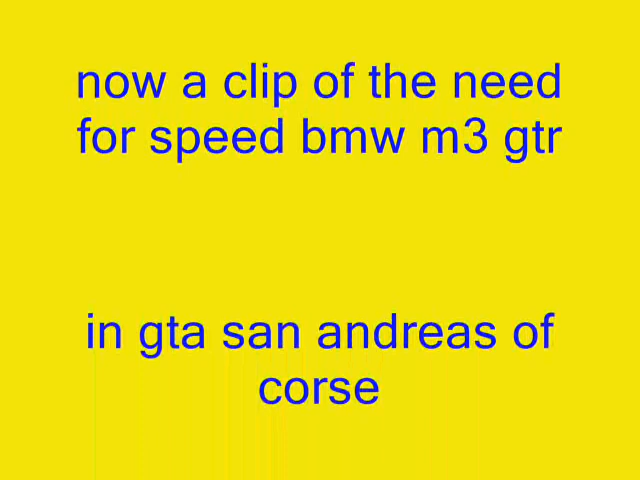 now a clip of the need
for speed bmw m3 gtr
in gta san andreas of
corse